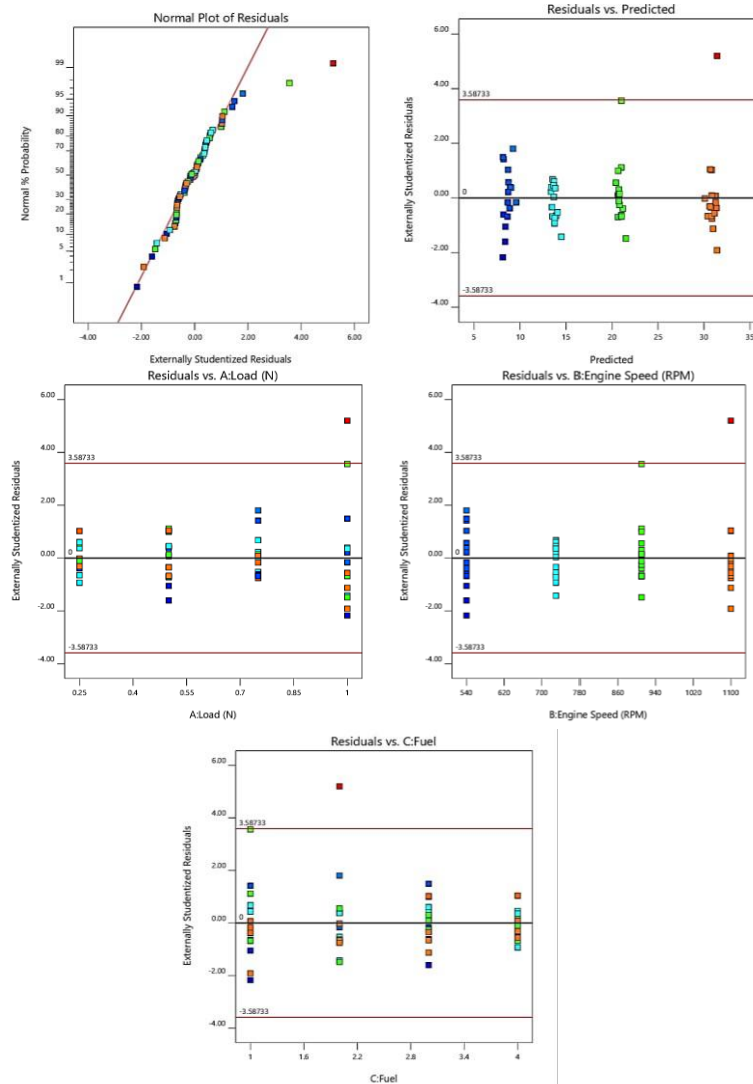 Normal Plot of Residuals
Normal % Probability
99
95
90
80
70
50
30
20
10
5
1
-4.00 -2.00 0.00 2.00 4.00 6.00
Externally Studentized Residuals
Residuals vs. Predicted
Externally Studentized Residuals
6.00
4.00
3.58733
2.00
0.00
0
-2.00
-3.58733
-4.00
5 10 15 20 25 30 35
Predicted
Residuals vs. A:Load (N)
Externally Studentized Residuals
6.00
4.00
3.58733
2.00
0.00
0
-2.00
-3.58733
-4.00
0.25 0.4 0.55 0.7 0.85 1
A:Load (N)
Residuals vs. B:Engine Speed (RPM)
Externally Studentized Residuals
6.00
4.00
3.58733
2.00
0.00
0
-2.00
-3.58733
-4.00
540 620 700 780 860 940 1020 1100
B:Engine Speed (RPM)
Residuals vs. C:Fuel
Externally Studentized Residuals
6.00
4.00
3.58733
2.00
0.00
0
-2.00
-3.58733
-4.00
1 1.6 2.2 2.8 3.4 4
C:Fuel